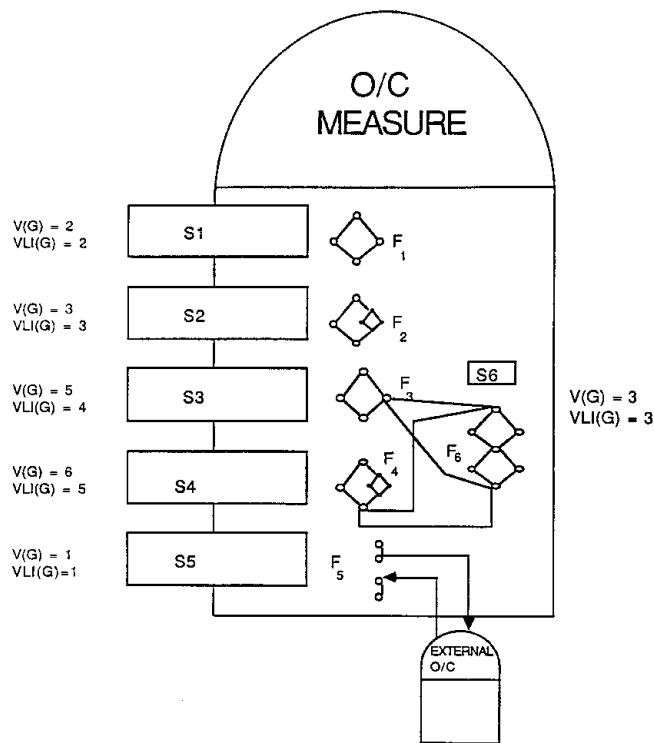 O/C
MEASURE
V(G) = 2
VLI(G) = 2
S1
F1
V(G) = 3
VLI(G) = 3
S2
F2
V(G) = 5
VLI(G) = 4
S3
F3
S6
V(G) = 3
VLI(G) = 3
V(G) = 6
VLI(G) = 5
S4
F4
F6
V(G) = 1
VLI(G)=1
S5
F5
EXTERNAL
O/C